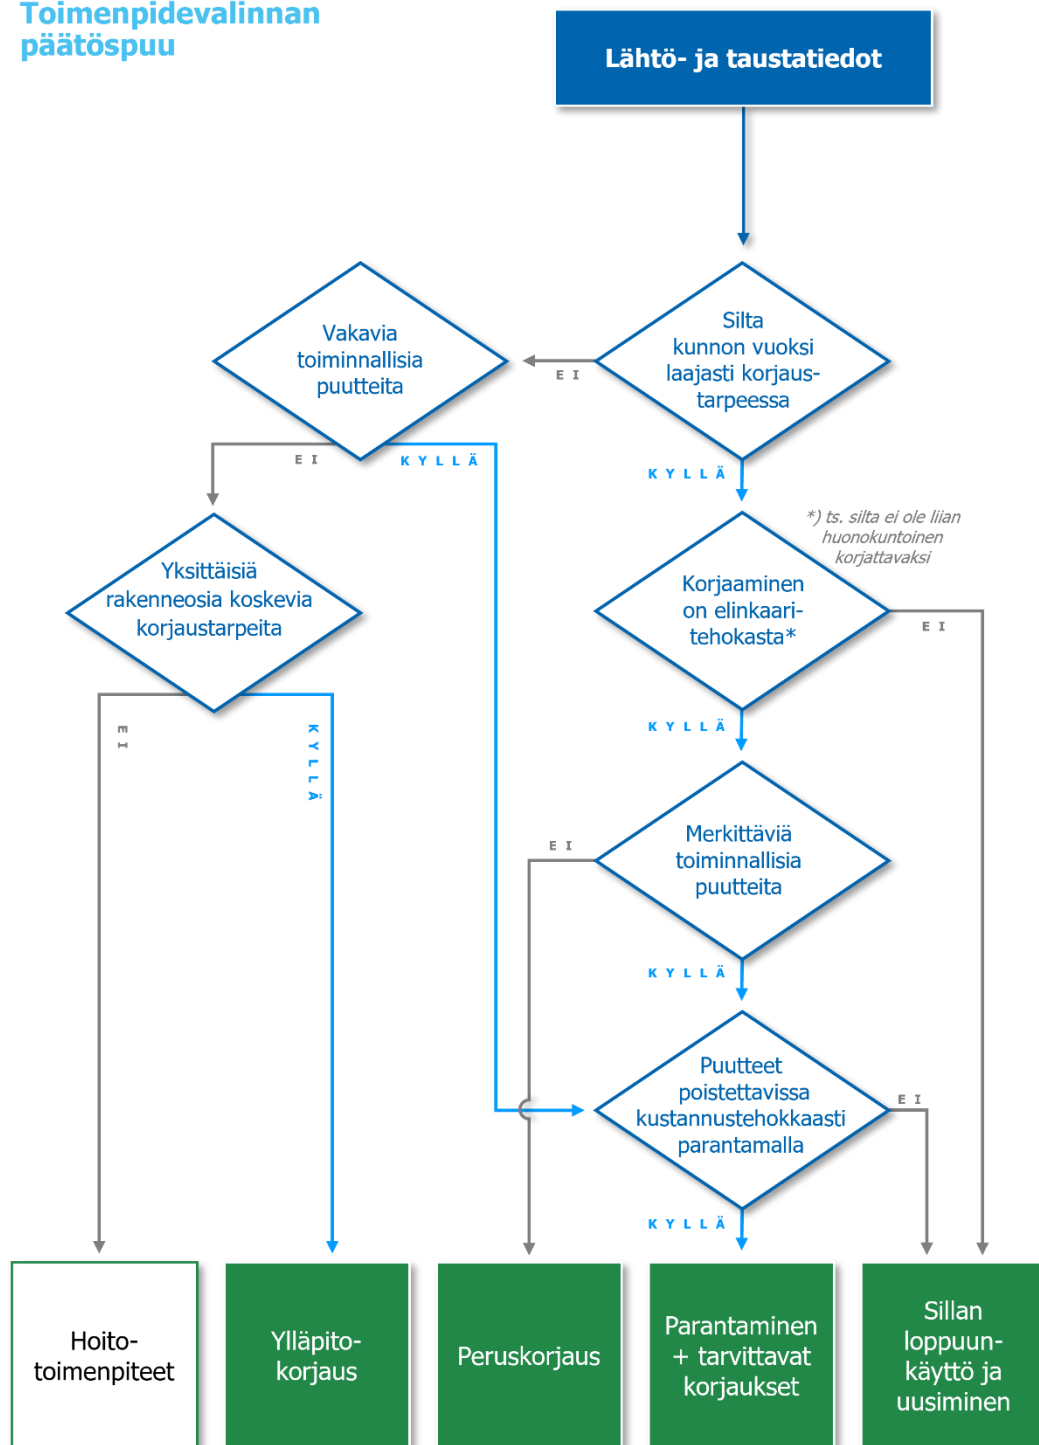 Toimenpidevalinnan
päätöspuu
Lähtö- ja taustatiedot
Silta
kunnon vuoksi
laajasti korjaus-
tarpeessa
E I
Vakavia
toiminnallisia
puutteita
K Y L L Ä
E I
K Y L L Ä
*) ts. silta ei ole liian
huonokuntoinen
korjattavaksi
Yksittäisiä
rakenneosia koskevia
korjaustarpeita
Korjaaminen
on elinkaari-
tehokasta*
E I
E I
K Y L L Ä
K Y L L Ä
Merkittäviä
toiminnallisia
puutteita
E I
K Y L L Ä
Puutteet
poistettavissa
kustannustehokkaasti
parantamalla
E I
K Y L L Ä
Hoito-
toimenpiteet
Ylläpito-
korjaus
Peruskorjaus
Parantaminen
+ tarvittavat
korjaukset
Sillan
loppuun-
käyttö ja
uusiminen